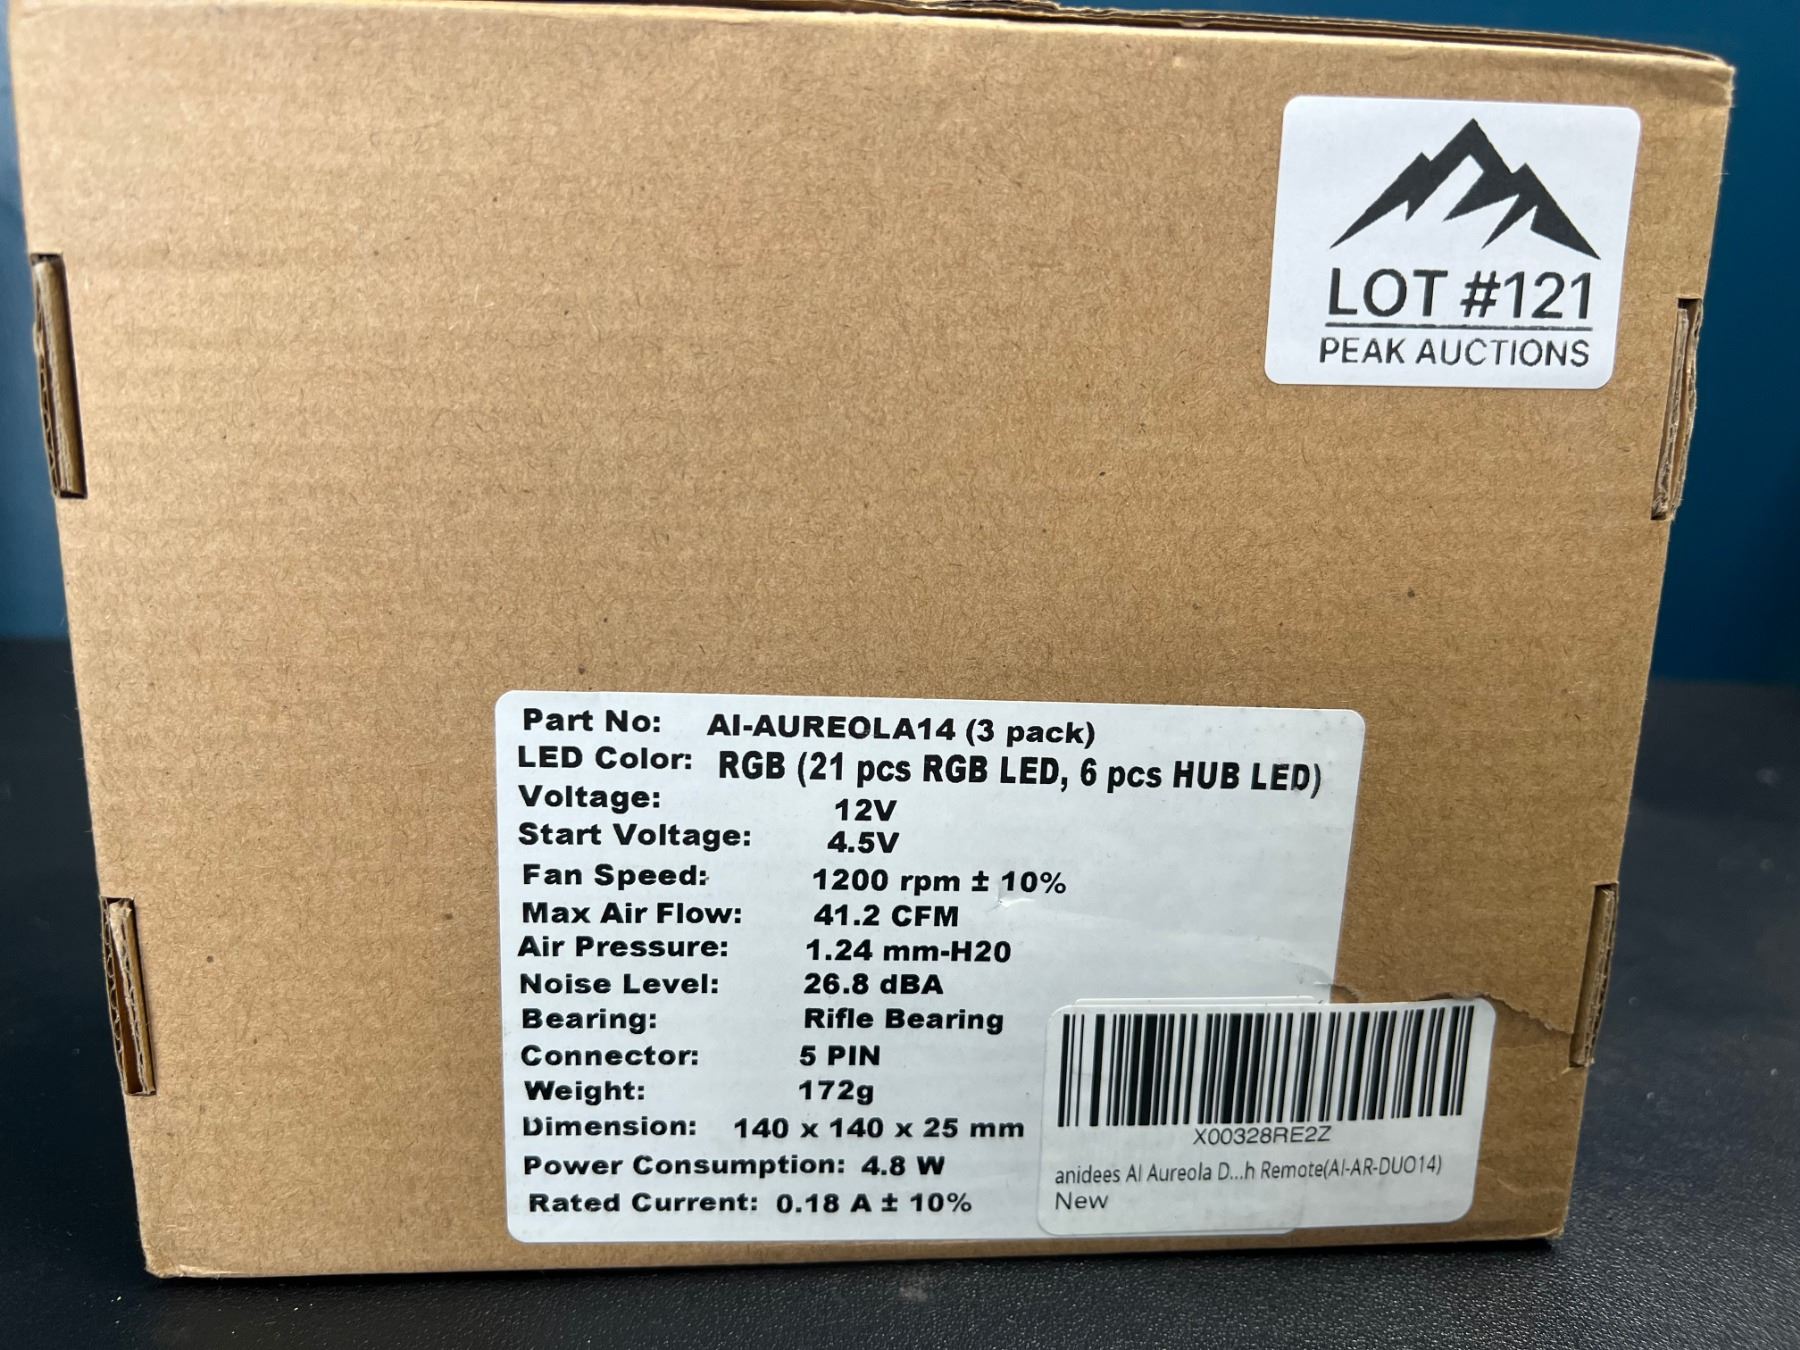 LOT #121
PEAK AUCTIONS
Part No: AI-AUREOLA14 (3 pack)
LED Color: RGB (21 pcs RGB LED, 6 pcs HUB LED)
Voltage: 12V
Start Voltage: 4.5V
Fan Speed: 1200 rpm ± 10%
Max Air Flow: 41.2 CFM
Air Pressure: 1.24 mm-H20
Noise Level: 26.8 dBA
Bearing: Rifle Bearing
Connector: 5 PIN
Weight: 172g
Dimension: 140 x 140 x 25 mm
Power Consumption: 4.8 W
Rated Current: 0.18 A ± 10%
X00328RE2Z
anidees AI Aureola D...h Remote(AI-AR-DUO14)
New